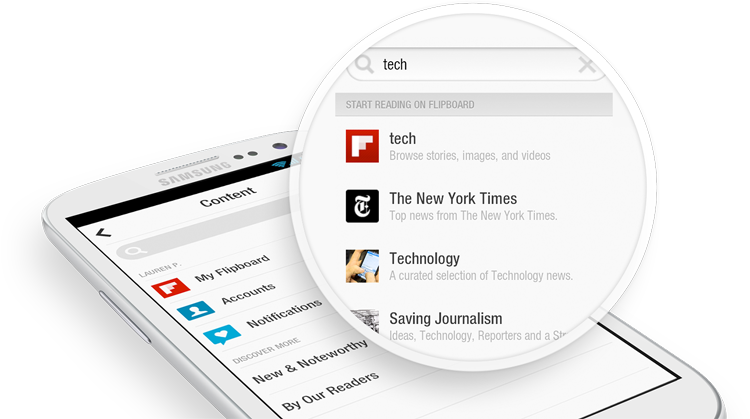 SAMSUNG
Content
LAUREN P.
My Flipboard
Accounts
Notifications
DISCOVER MORE
New & Noteworthy
By Our Readers
tech
START READING ON FLIPBOARD
tech
Browse stories, images, and videos
The New York Times
Top news from The New York Times.
Technology
A curated selection of Technology news.
Saving Journalism
Ideas, Technology, Reporters and a Str